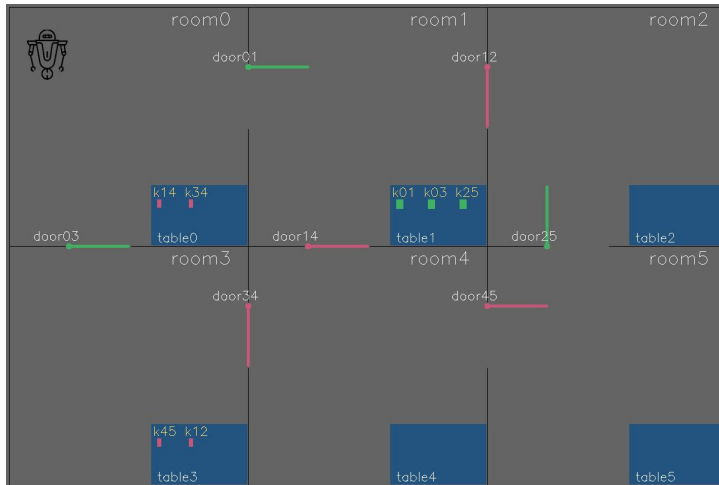 room0 room1 room2
door01 door12
k14 k34 k01 k03 k25
table0 table1 table2
door03 door14 door25
room3 room4 room5
door34 door45
k45 k12
table3 table4 table5